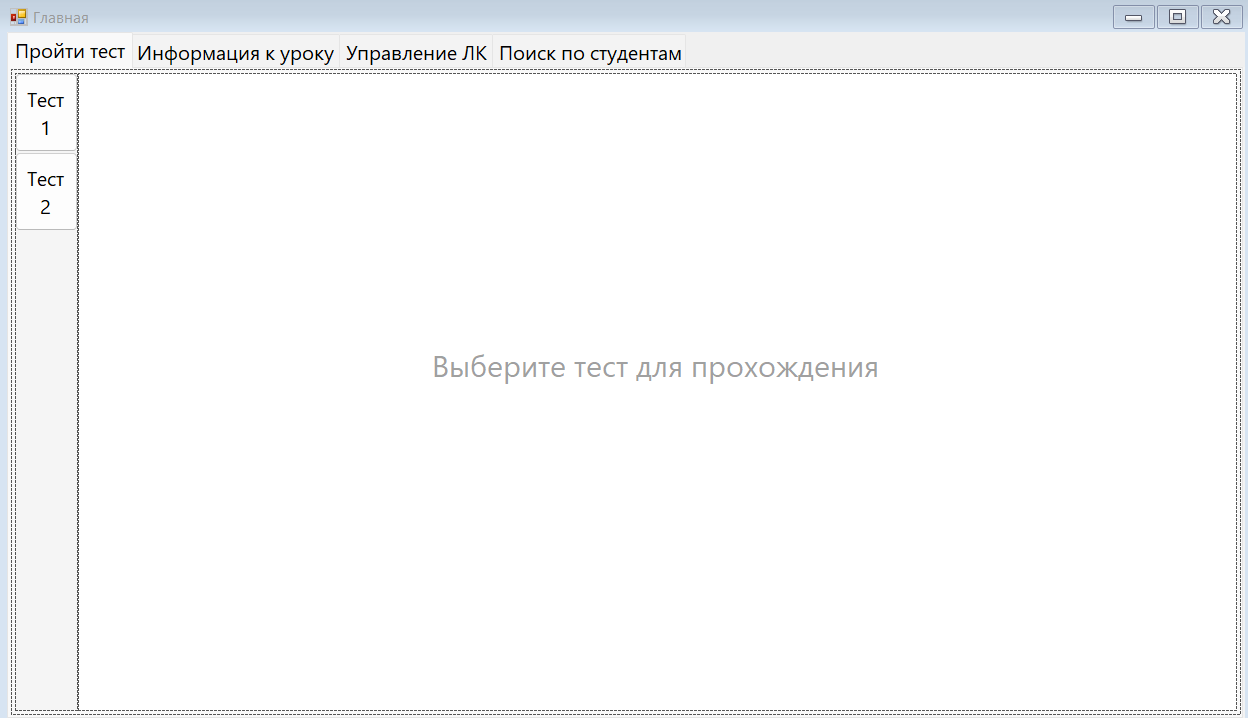 Главная
Пройти тест Информация к уроку Управление ЛК Поиск по студентам
Тест
1
Тест
2
Выберите тест для прохождения